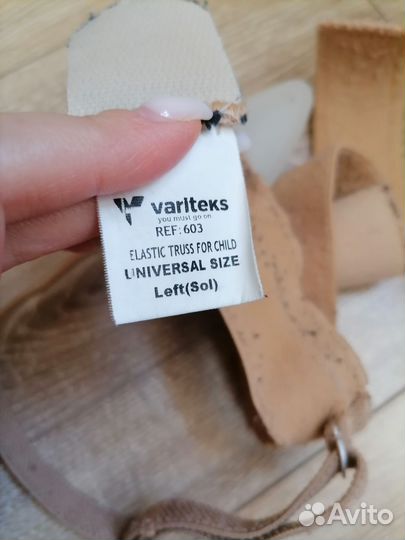 variteks
you must go on
REF: 603
ELASTIC TRUSS FOR CHILD
UNIVERSAL SIZE
Left(Sol)
Avito